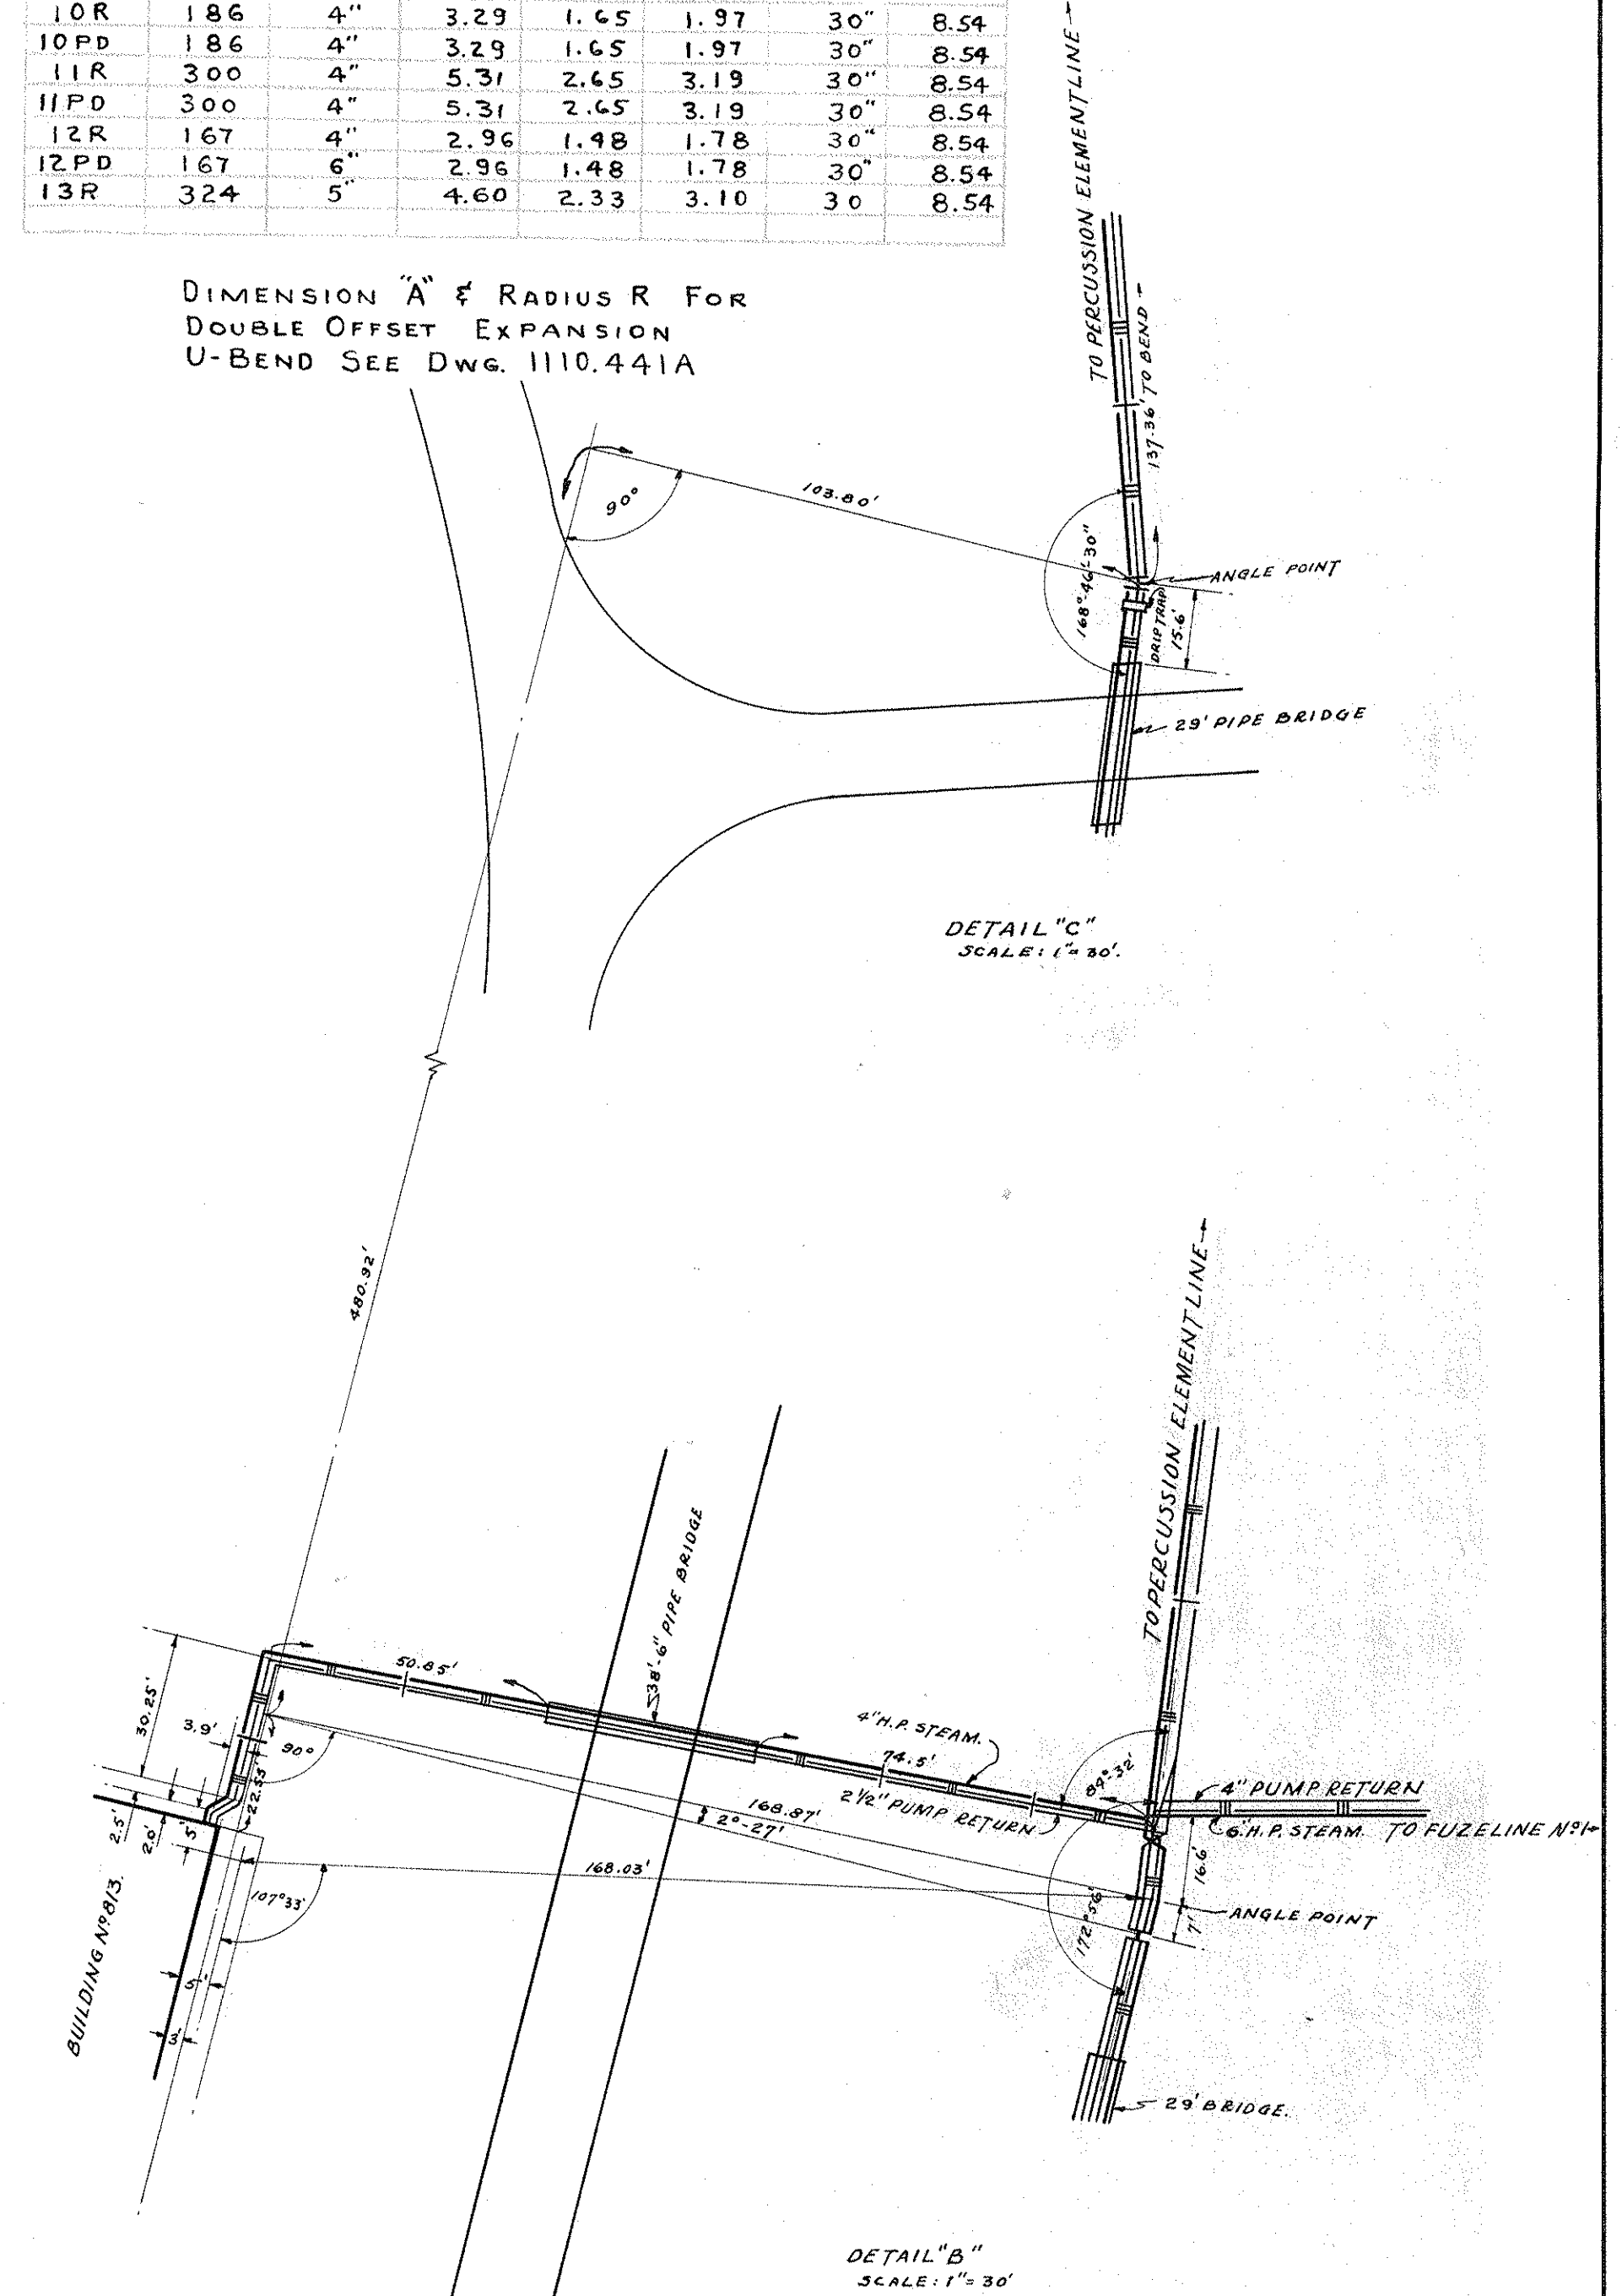 10R 186 4" 3.29 1.65 1.97 30" 8.54
10PD 186 4" 3.29 1.65 1.97 30" 8.54
11R 300 4" 5.31 2.65 3.19 30" 8.54
11PD 300 4" 5.31 2.65 3.19 30" 8.54
12R 167 4" 2.96 1.48 1.78 30" 8.54
12PD 167 6" 2.96 1.48 1.78 30" 8.54
13R 324 5" 4.60 2.33 3.10 30 8.54
DIMENSION "A" & RADIUS R FOR
DOUBLE OFFSET EXPANSION
U-BEND SEE DWG. 1110.441A
TO PERCUSSION ELEMENT LINE
137.36' TO BEND
90°
103.80'
168°-46'-30"
ANGLE POINT
DRIP TRAP
15.6'
29' PIPE BRIDGE
DETAIL "C"
SCALE: 1"=30'.
480.92'
TO PERCUSSION ELEMENT LINE
38'-6" PIPE BRIDGE
50.85'
30.25'
3.9'
90°
22.53'
4" H.P. STEAM.
74.5'
84°-32'
2½" PUMP RETURN
4" PUMP RETURN
6" H.P. STEAM. TO FUZE LINE Nº1
168.87'
2°-27'
2.5'
2.0'
5'
168.03'
107°33'
16.6'
172°56'
ANGLE POINT
7'
BUILDING Nº813.
5'
3'
29' BRIDGE.
DETAIL "B"
SCALE: 1"=30'